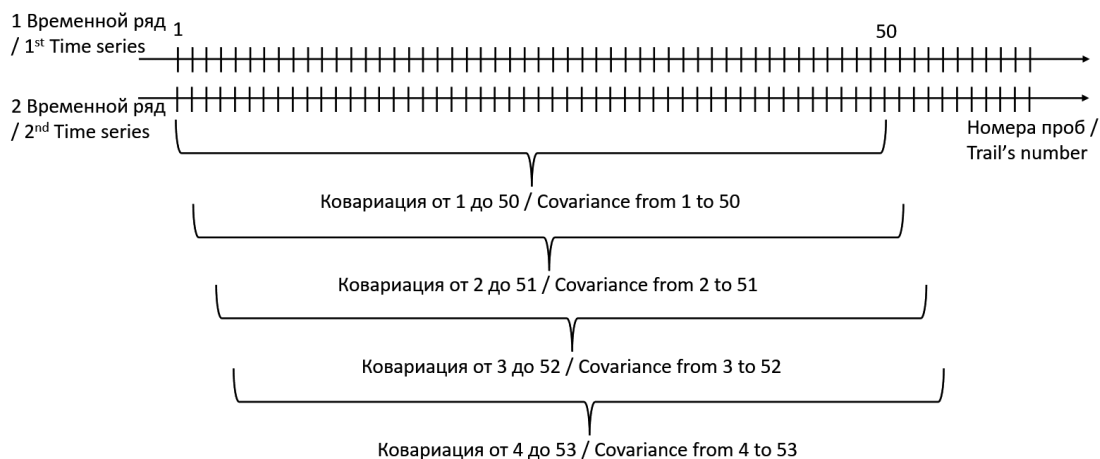 1 Временной ряд
/ 1st Time series
1
50
2 Временной ряд
/ 2nd Time series
Номера проб /
Trail’s number
Ковариация от 1 до 50 / Covariance from 1 to 50
Ковариация от 2 до 51 / Covariance from 2 to 51
Ковариация от 3 до 52 / Covariance from 3 to 52
Ковариация от 4 до 53 / Covariance from 4 to 53